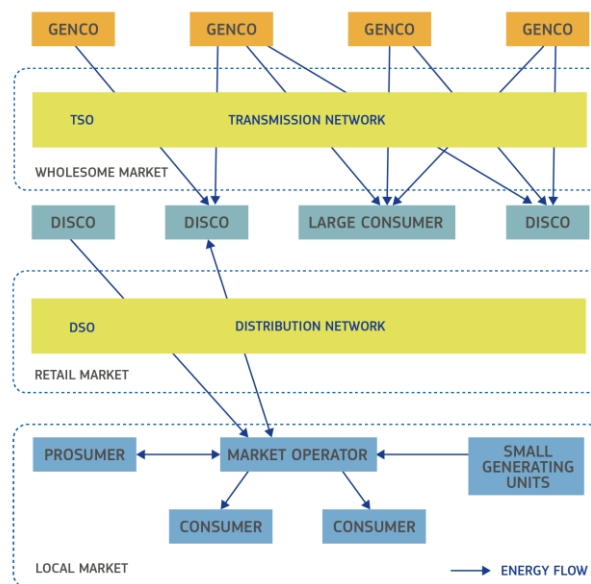 GENCO
GENCO
GENCO
GENCO
TSO
TRANSMISSION NETWORK
WHOLESOME MARKET
DISCO
DISCO
LARGE CONSUMER
DISCO
DSO
DISTRIBUTION NETWORK
RETAIL MARKET
PROSUMER
MARKET OPERATOR
SMALL
GENERATING
UNITS
CONSUMER
CONSUMER
LOCAL MARKET
ENERGY FLOW